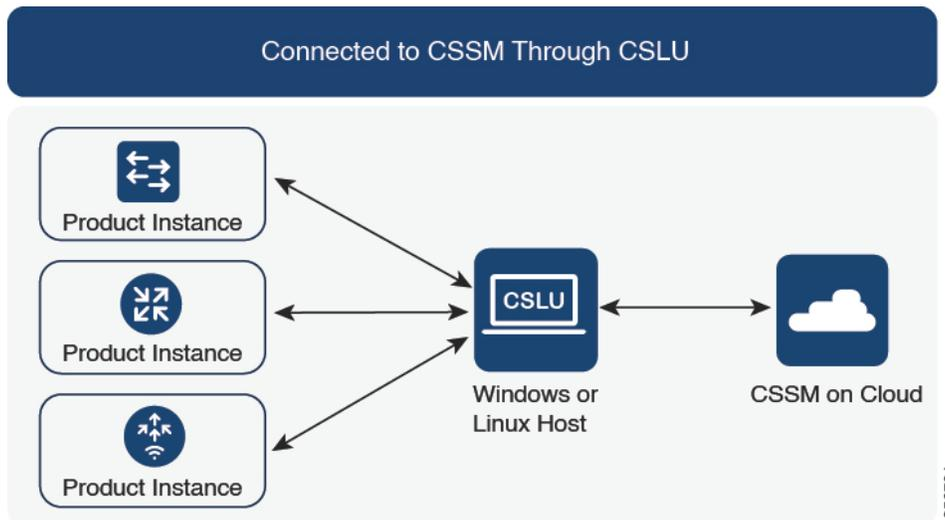 Connected to CSSM Through CSLU
Product Instance
Product Instance
Product Instance
CSLU
Windows or
Linux Host
CSSM on Cloud